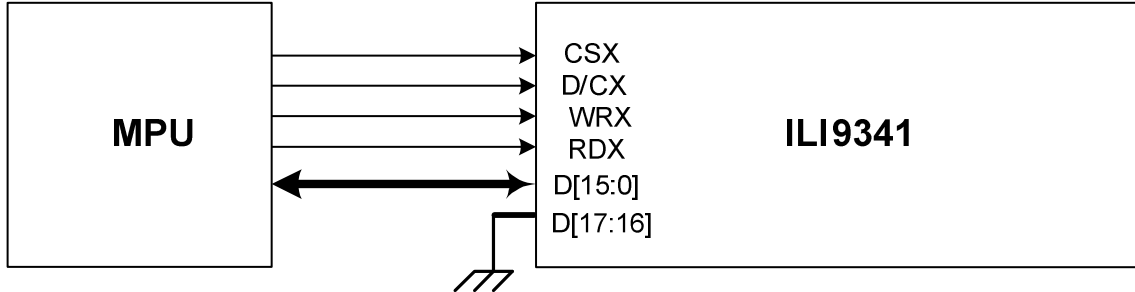 MPU
CSX
D/CX
WRX
RDX
D[15:0]
D[17:16]
ILI9341